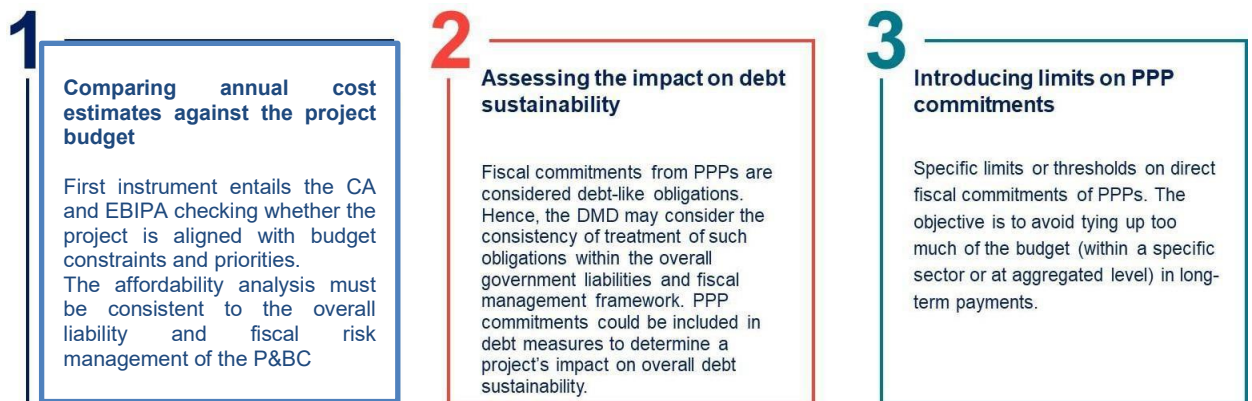 1
Comparing annual cost
estimates against the project
budget
First instrument entails the CA
and EBIPA checking whether the
project is aligned with budget
constraints and priorities.
The affordability analysis must
be consistent to the overall
liability and fiscal risk
management of the P&BC
2
Assessing the impact on debt
sustainability
Fiscal commitments from PPPs are
considered debt-like obligations.
Hence, the DMD may consider the
consistency of treatment of such
obligations within the overall
government liabilities and fiscal
management framework. PPP
commitments could be included in
debt measures to determine a
project's impact on overall debt
sustainability.
3
Introducing limits on PPP
commitments
Specific limits or thresholds on direct
fiscal commitments of PPPs. The
objective is to avoid tying up too
much of the budget (within a specific
sector or at aggregated level) in long-
term payments.